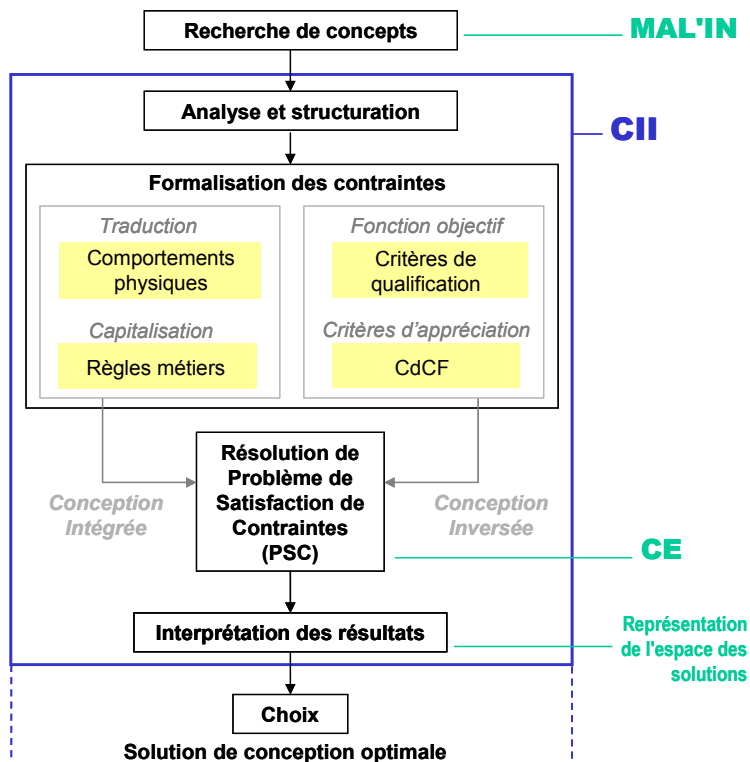 Recherche de concepts
MAL'IN
Analyse et structuration
CII
Formalisation des contraintes
Traduction
Comportements
physiques
Capitalisation
Règles métiers
Fonction objectif
Critères de
qualification
Critères d'appréciation
CdCF
Conception
Intégrée
Résolution de
Problème de
Satisfaction de
Contraintes
(PSC)
Conception
Inversée
CE
Interprétation des résultats
Représentation
de l'espace des
solutions
Choix
Solution de conception optimale